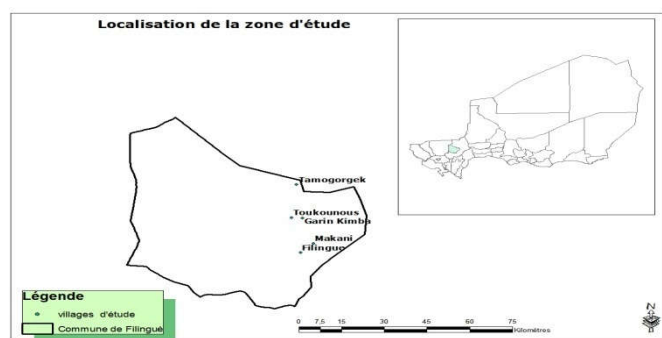 Localisation de la zone d'étude
Tamogorgek
Toukounous
Garin Kimba
Makani
Filingue
Légende
villages d'étude
Commune de Filingué
0 7,5 15 30 45 60 75
Kilomètres
N